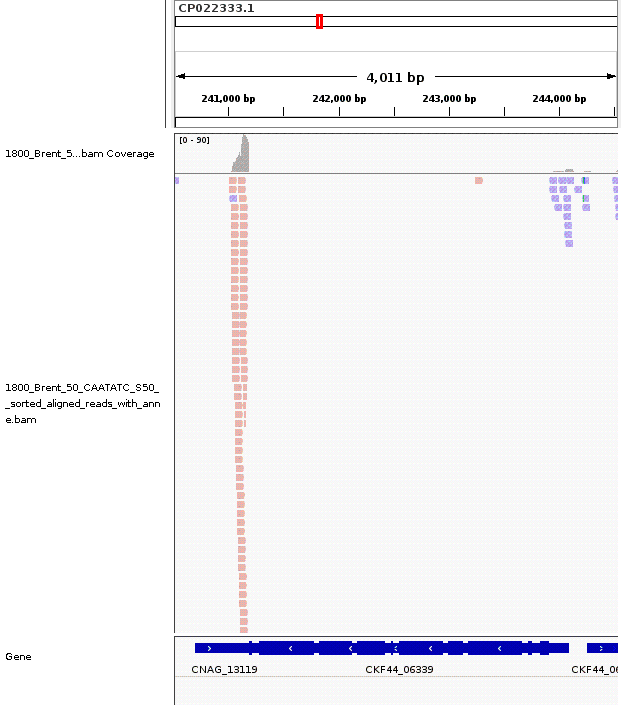 CP022333.1
4,011 bp
241,000 bp 242,000 bp 243,000 bp 244,000 bp
1800_Brent_5...bam Coverage
[0 - 90]
1800_Brent_50_CAATATC_S50_
_sorted_aligned_reads_with_ann
e.bam
Gene
CNAG_13119 CKF44_06339 CKF44_06